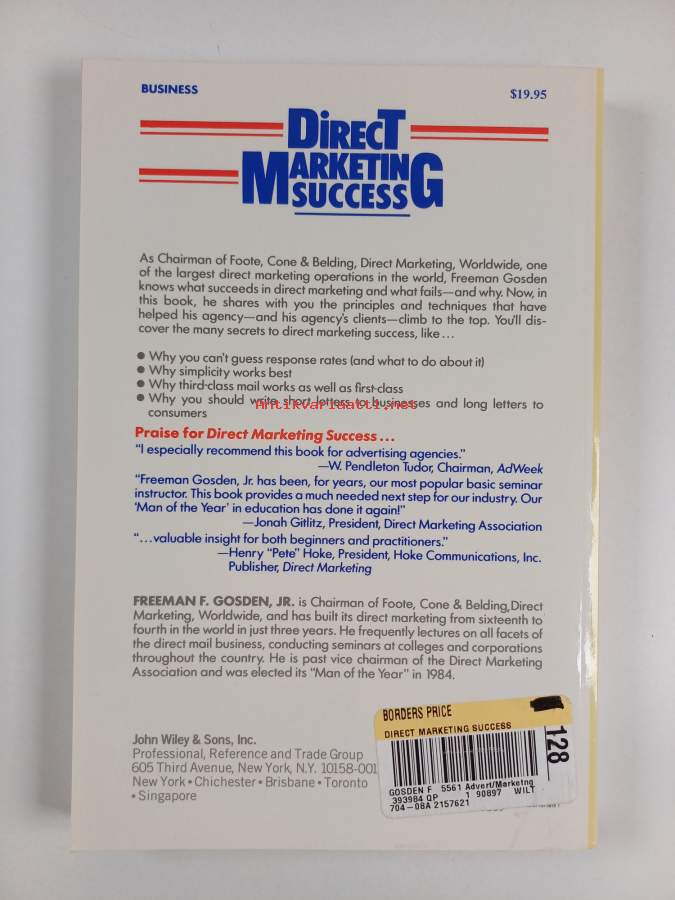 BUSINESS
$19.95
DIRECT
MARKETING
SUCCESS
As Chairman of Foote, Cone & Belding, Direct Marketing, Worldwide, one
of the largest direct marketing operations in the world, Freeman Gosden
knows what succeeds in direct marketing and what fails—and why. Now, in
this book, he shares with you the principles and techniques that have
helped his agency—and his agency's clients—climb to the top. You'll dis-
cover the many secrets to direct marketing success, like...
● Why you can't guess response rates (and what to do about it)
● Why simplicity works best
● Why third-class mail works as well as first-class
● Why you should write short letters to businesses and long letters to
consumers
Antikvariaatti.net
Praise for Direct Marketing Success...
"I especially recommend this book for advertising agencies."
—W. Pendleton Tudor, Chairman, AdWeek
"Freeman Gosden, Jr. has been, for years, our most popular basic seminar
instructor. This book provides a much needed next step for our industry. Our
'Man of the Year' in education has done it again!"
—Jonah Gitlitz, President, Direct Marketing Association
"...valuable insight for both beginners and practitioners."
—Henry "Pete" Hoke, President, Hoke Communications, Inc.
Publisher, Direct Marketing
FREEMAN F. GOSDEN, JR. is Chairman of Foote, Cone & Belding, Direct
Marketing, Worldwide, and has built its direct marketing from sixteenth to
fourth in the world in just three years. He frequently lectures on all facets of
the direct mail business, conducting seminars at colleges and corporations
throughout the country. He is past vice chairman of the Direct Marketing
Association and was elected its "Man of the Year" in 1984.
John Wiley & Sons, Inc.
Professional, Reference and Trade Group
605 Third Avenue, New York, N.Y. 10158-001
New York • Chichester • Brisbane • Toronto
• Singapore
BORDERS PRICE
DIRECT MARKETING SUCCESS
128
GOSDEN F 5561 Advert/Marketng
393984 QP 1 90897 WILT
704-08A 2157621